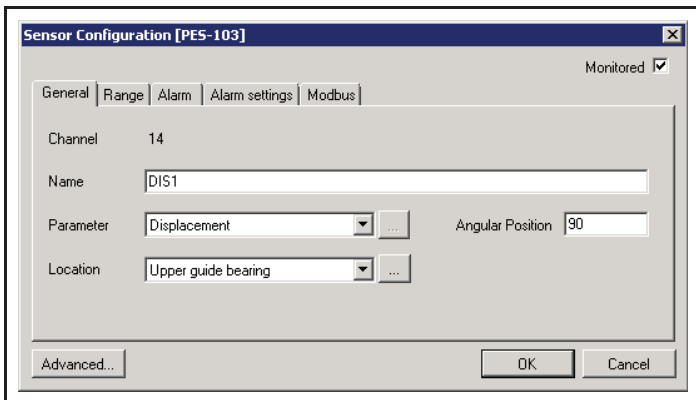 Sensor Configuration [PES-103]
Monitored
General Range Alarm Alarm settings Modbus
Channel 14
Name DIS1
Parameter Displacement ... Angular Position 90
Location Upper guide bearing ...
Advanced... OK Cancel